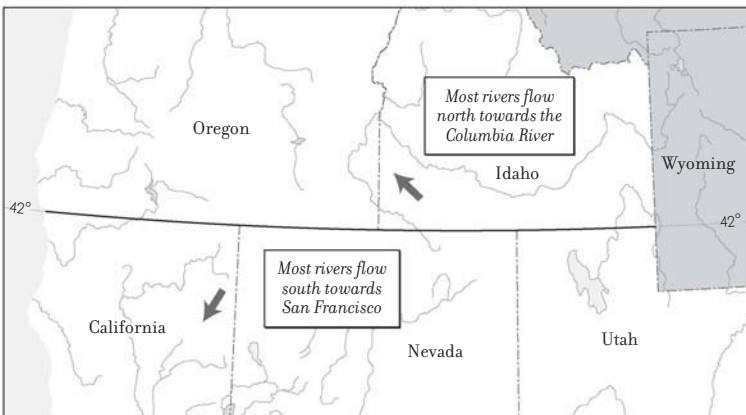 Most rivers flow
north towards the
Columbia River
Oregon
Wyoming
Idaho
42°
42°
Most rivers flow
south towards
San Francisco
California
Utah
Nevada